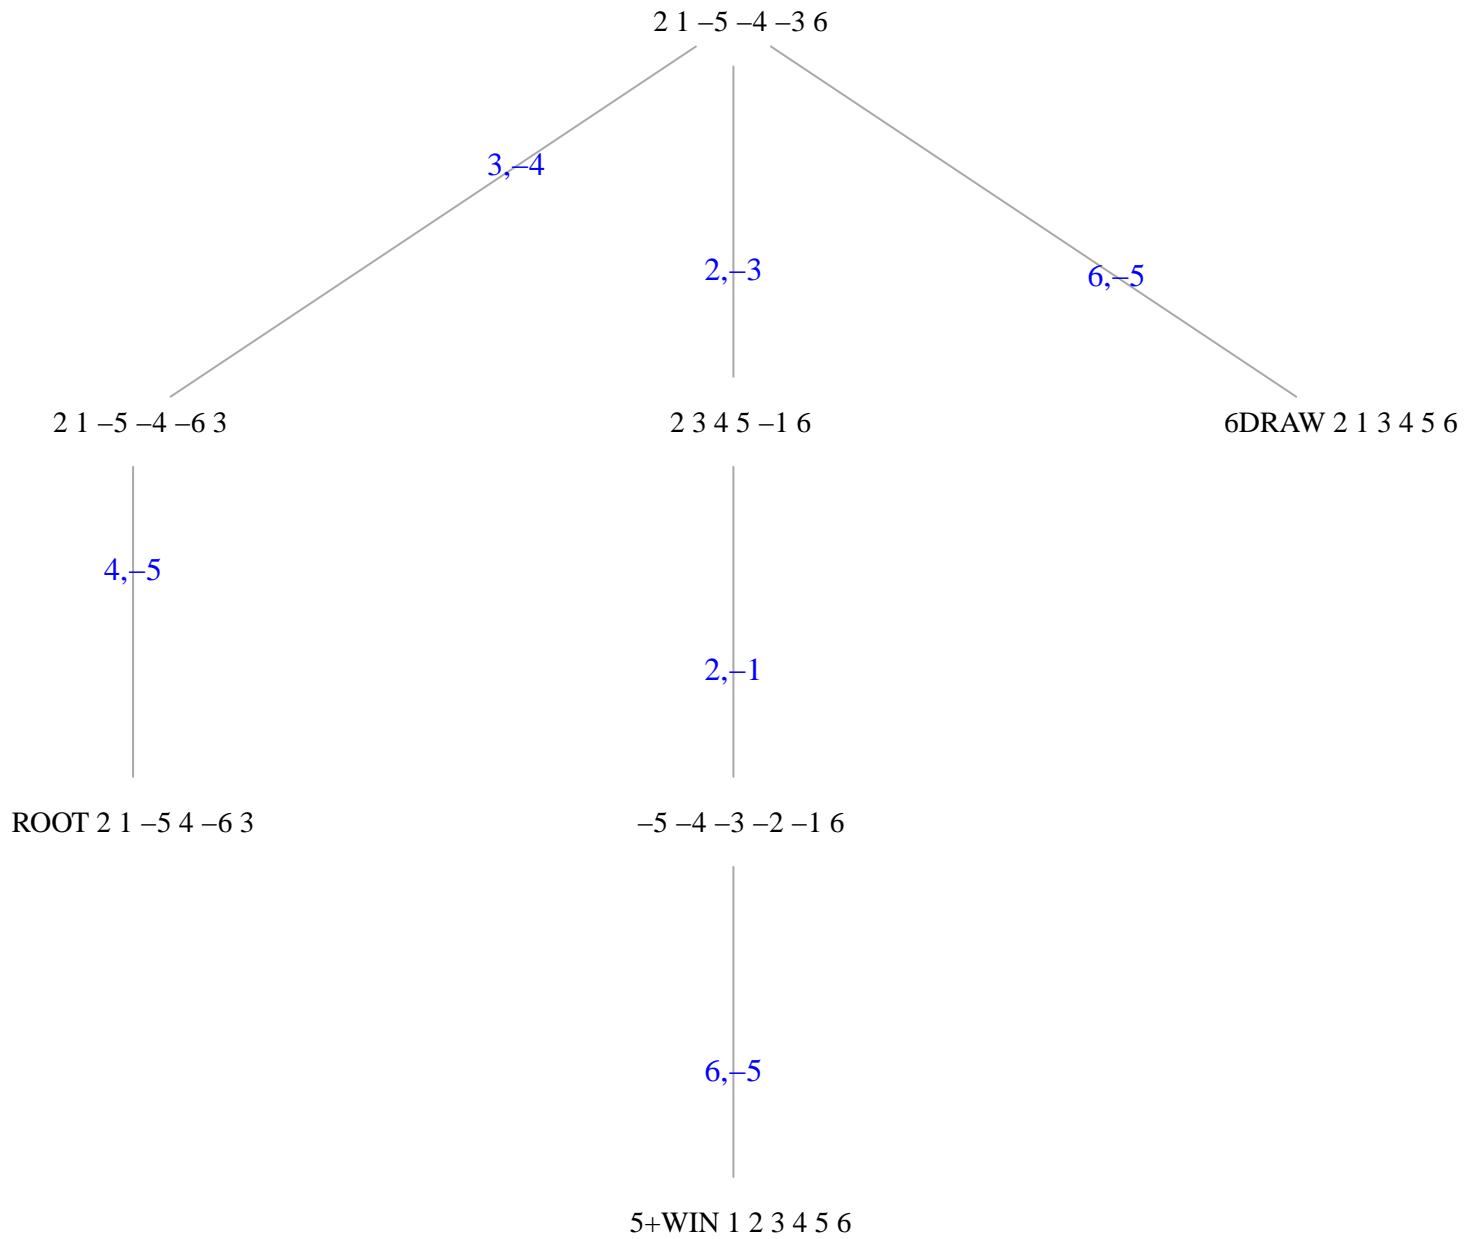 2 1 –5 –4 –3 6
3,–4
2,–3
6,–5
2 1 –5 –4 –6 3
2 3 4 5 –1 6
6DRAW 2 1 3 4 5 6
4,–5
2,–1
ROOT 2 1 –5 4 –6 3
–5 –4 –3 –2 –1 6
6,–5
5+WIN 1 2 3 4 5 6